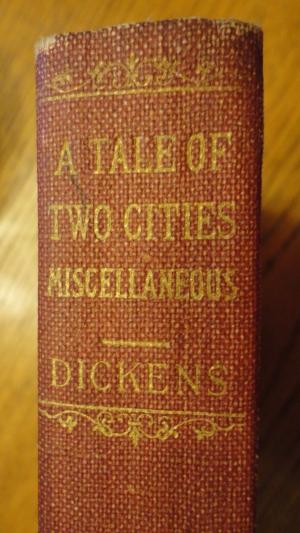 A TALE OF
TWO CITIES
MISCELLANEOUS
DICKENS